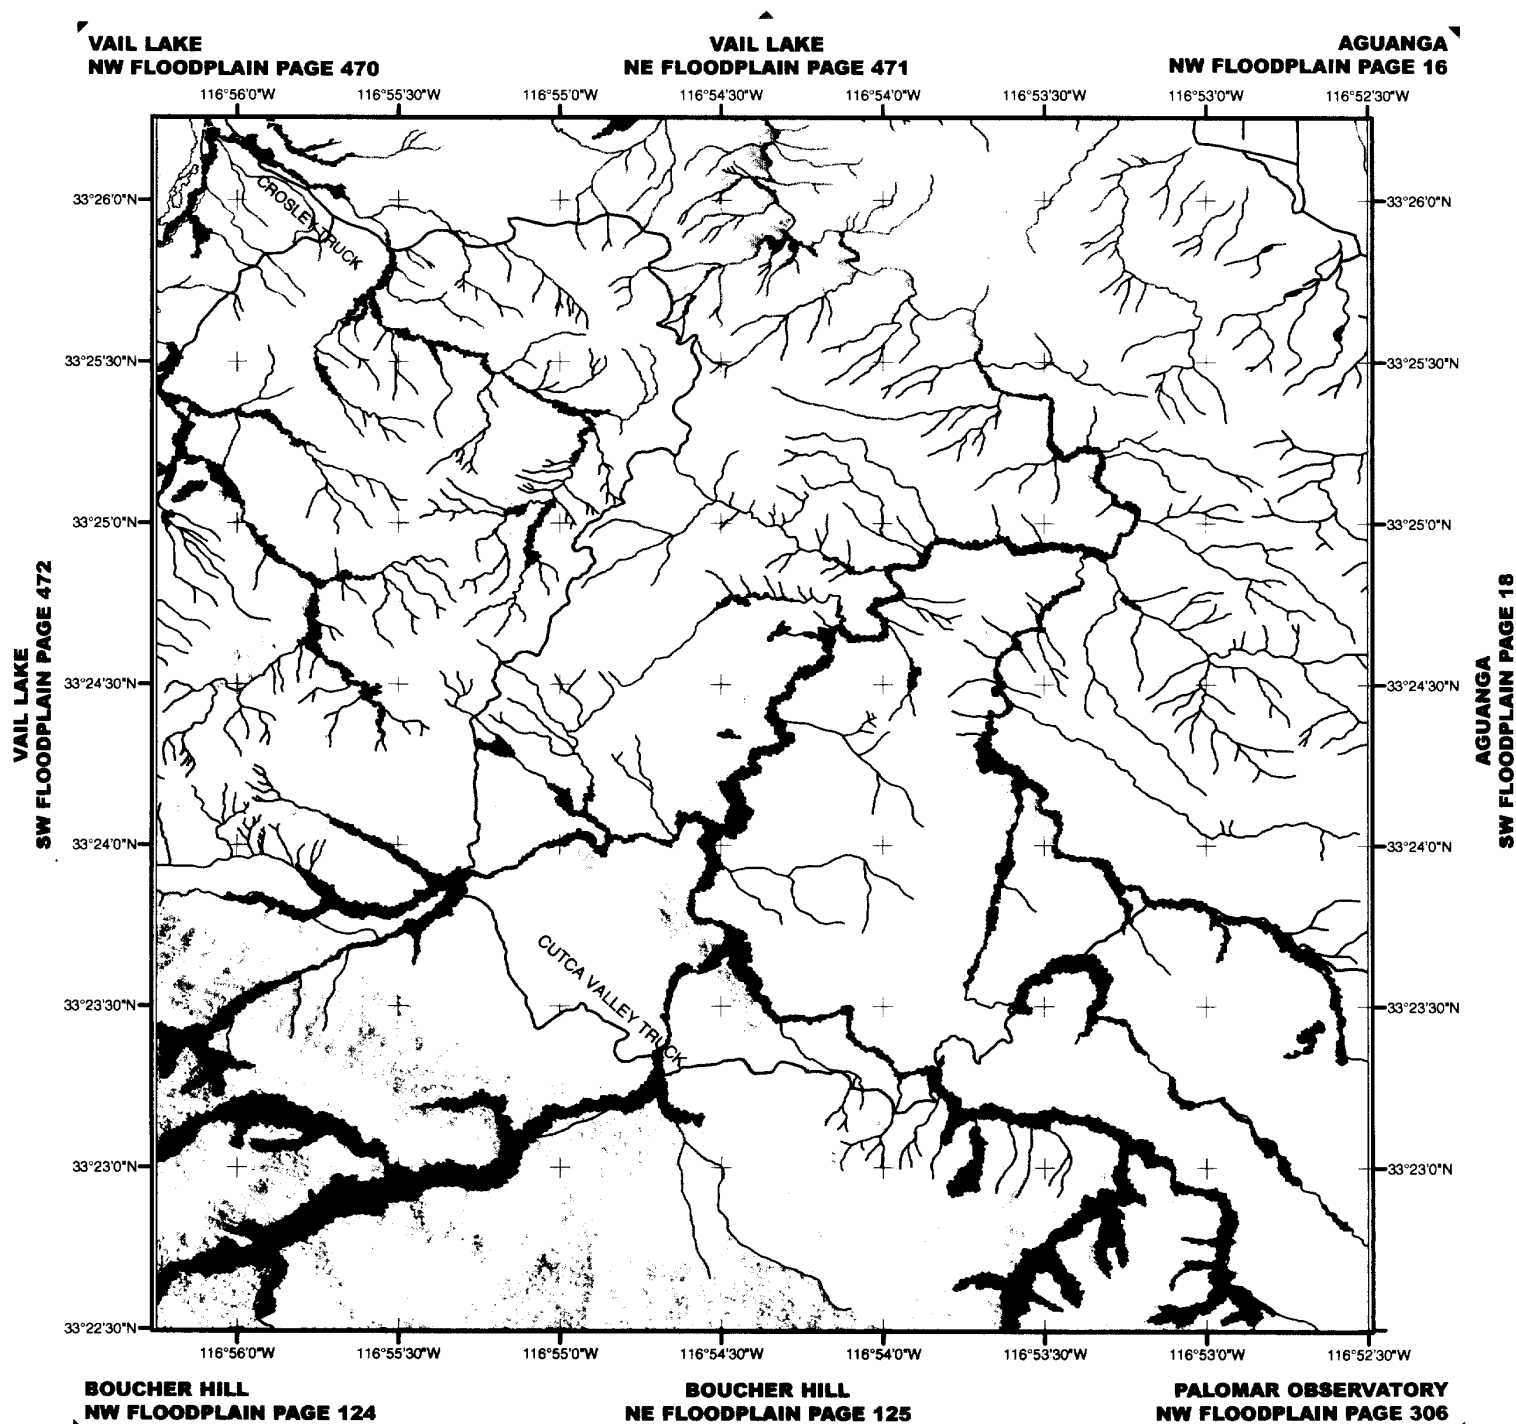 VAIL LAKE
NW FLOODPLAIN PAGE 470
VAIL LAKE
NE FLOODPLAIN PAGE 471
AGUANGA
NW FLOODPLAIN PAGE 16
116°56'0"W
116°55'30"W
116°55'0"W
116°54'30"W
116°54'0"W
116°53'30"W
116°53'0"W
116°52'30"W
33°26'0"N
33°26'0"N
CROSLEY TRUCK
33°25'30"N
33°25'30"N
33°25'0"N
33°25'0"N
VAIL LAKE
SW FLOODPLAIN PAGE 472
AGUANGA
SW FLOODPLAIN PAGE 18
33°24'30"N
33°24'30"N
33°24'0"N
33°24'0"N
CUTCA VALLEY TRUCK
33°23'30"N
33°23'30"N
33°23'0"N
33°23'0"N
33°22'30"N
116°56'0"W
116°55'30"W
116°55'0"W
116°54'30"W
116°54'0"W
116°53'30"W
116°53'0"W
116°52'30"W
BOUCHER HILL
NW FLOODPLAIN PAGE 124
BOUCHER HILL
NE FLOODPLAIN PAGE 125
PALOMAR OBSERVATORY
NW FLOODPLAIN PAGE 306